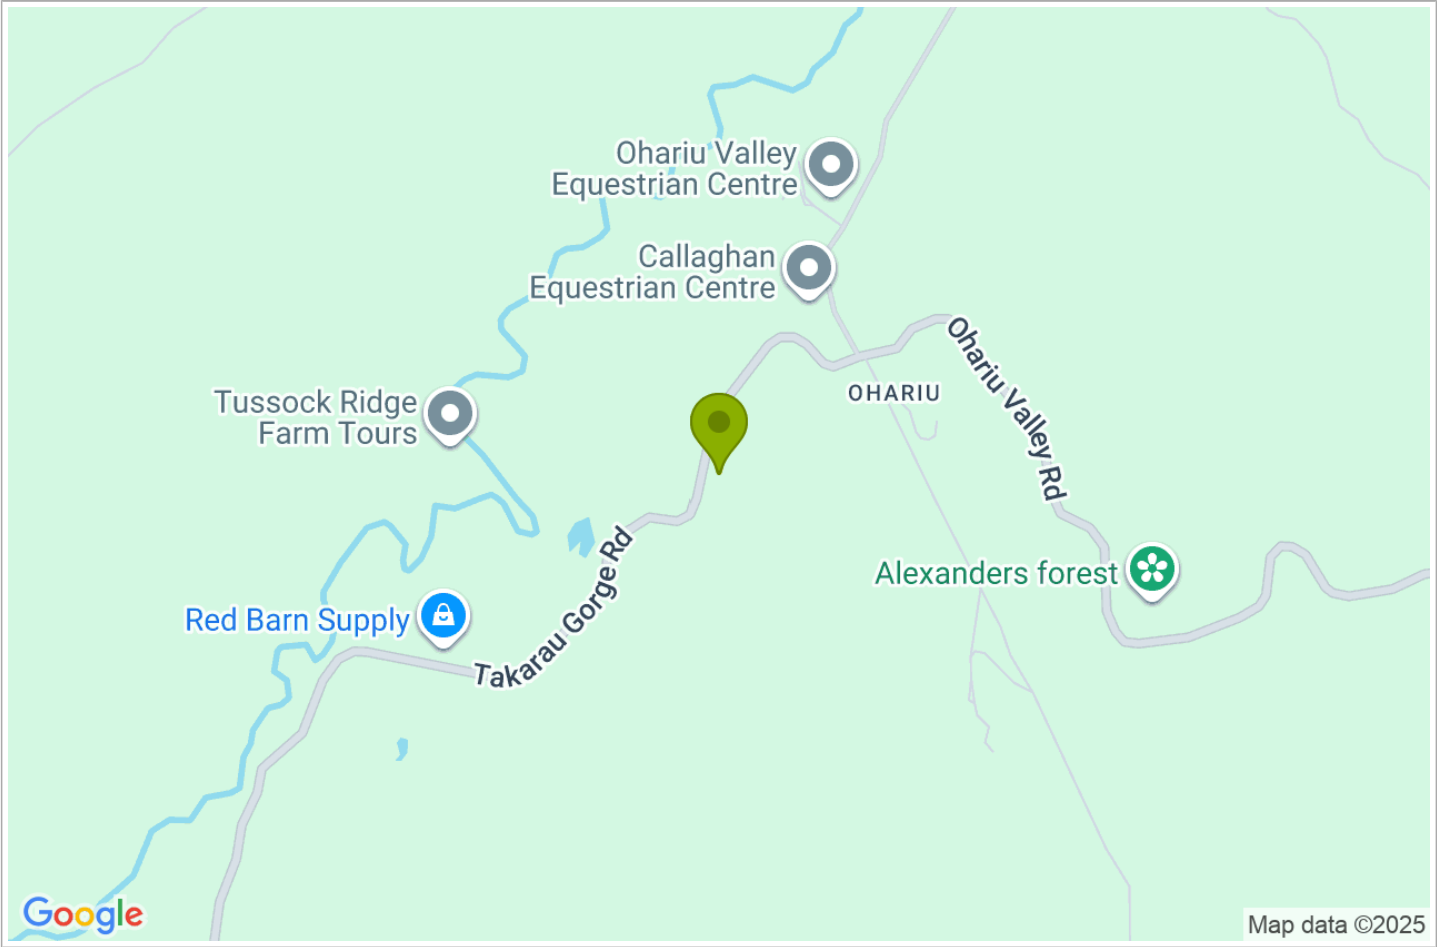 Ohariu Valley
Equestrian Centre
Callaghan
Equestrian Centre
Ohariu Valley Rd
OHARIU
Tussock Ridge
Farm Tours
Takarau Gorge Rd
Alexanders forest
Red Barn Supply
Google
Map data ©2025